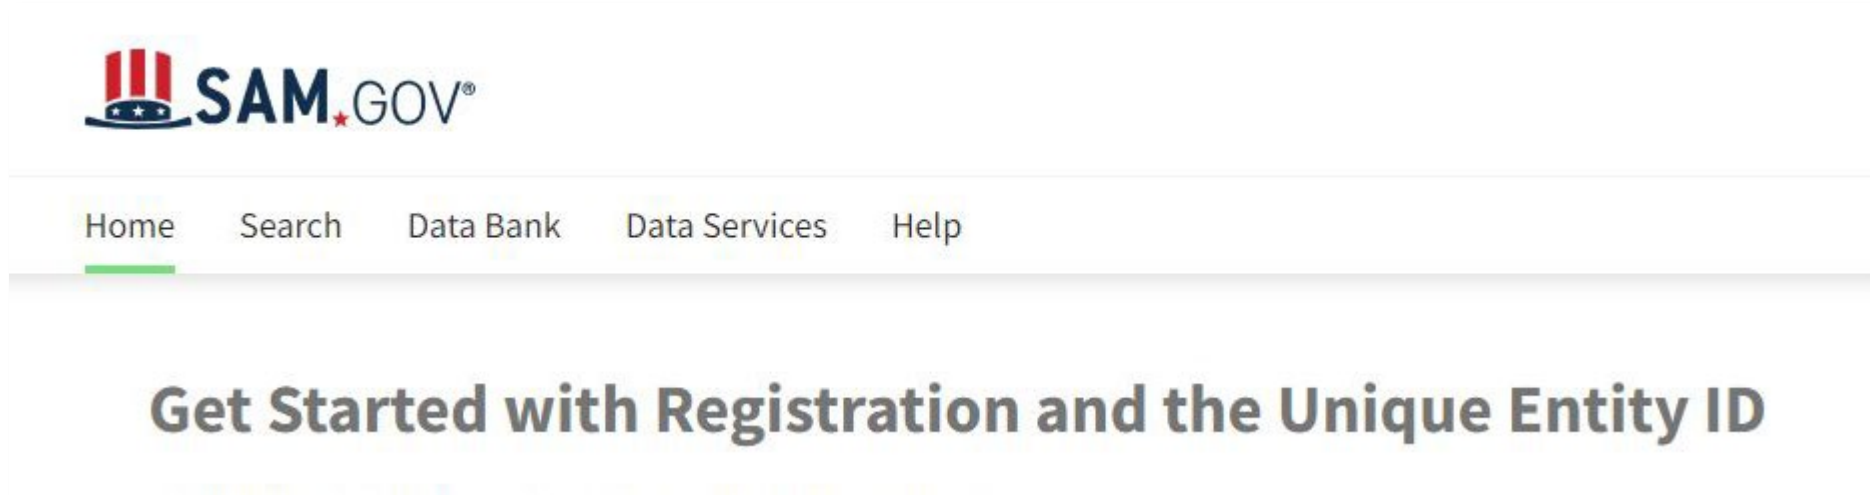 SAM.GOV®
Home Search Data Bank Data Services Help
Get Started with Registration and the Unique Entity ID